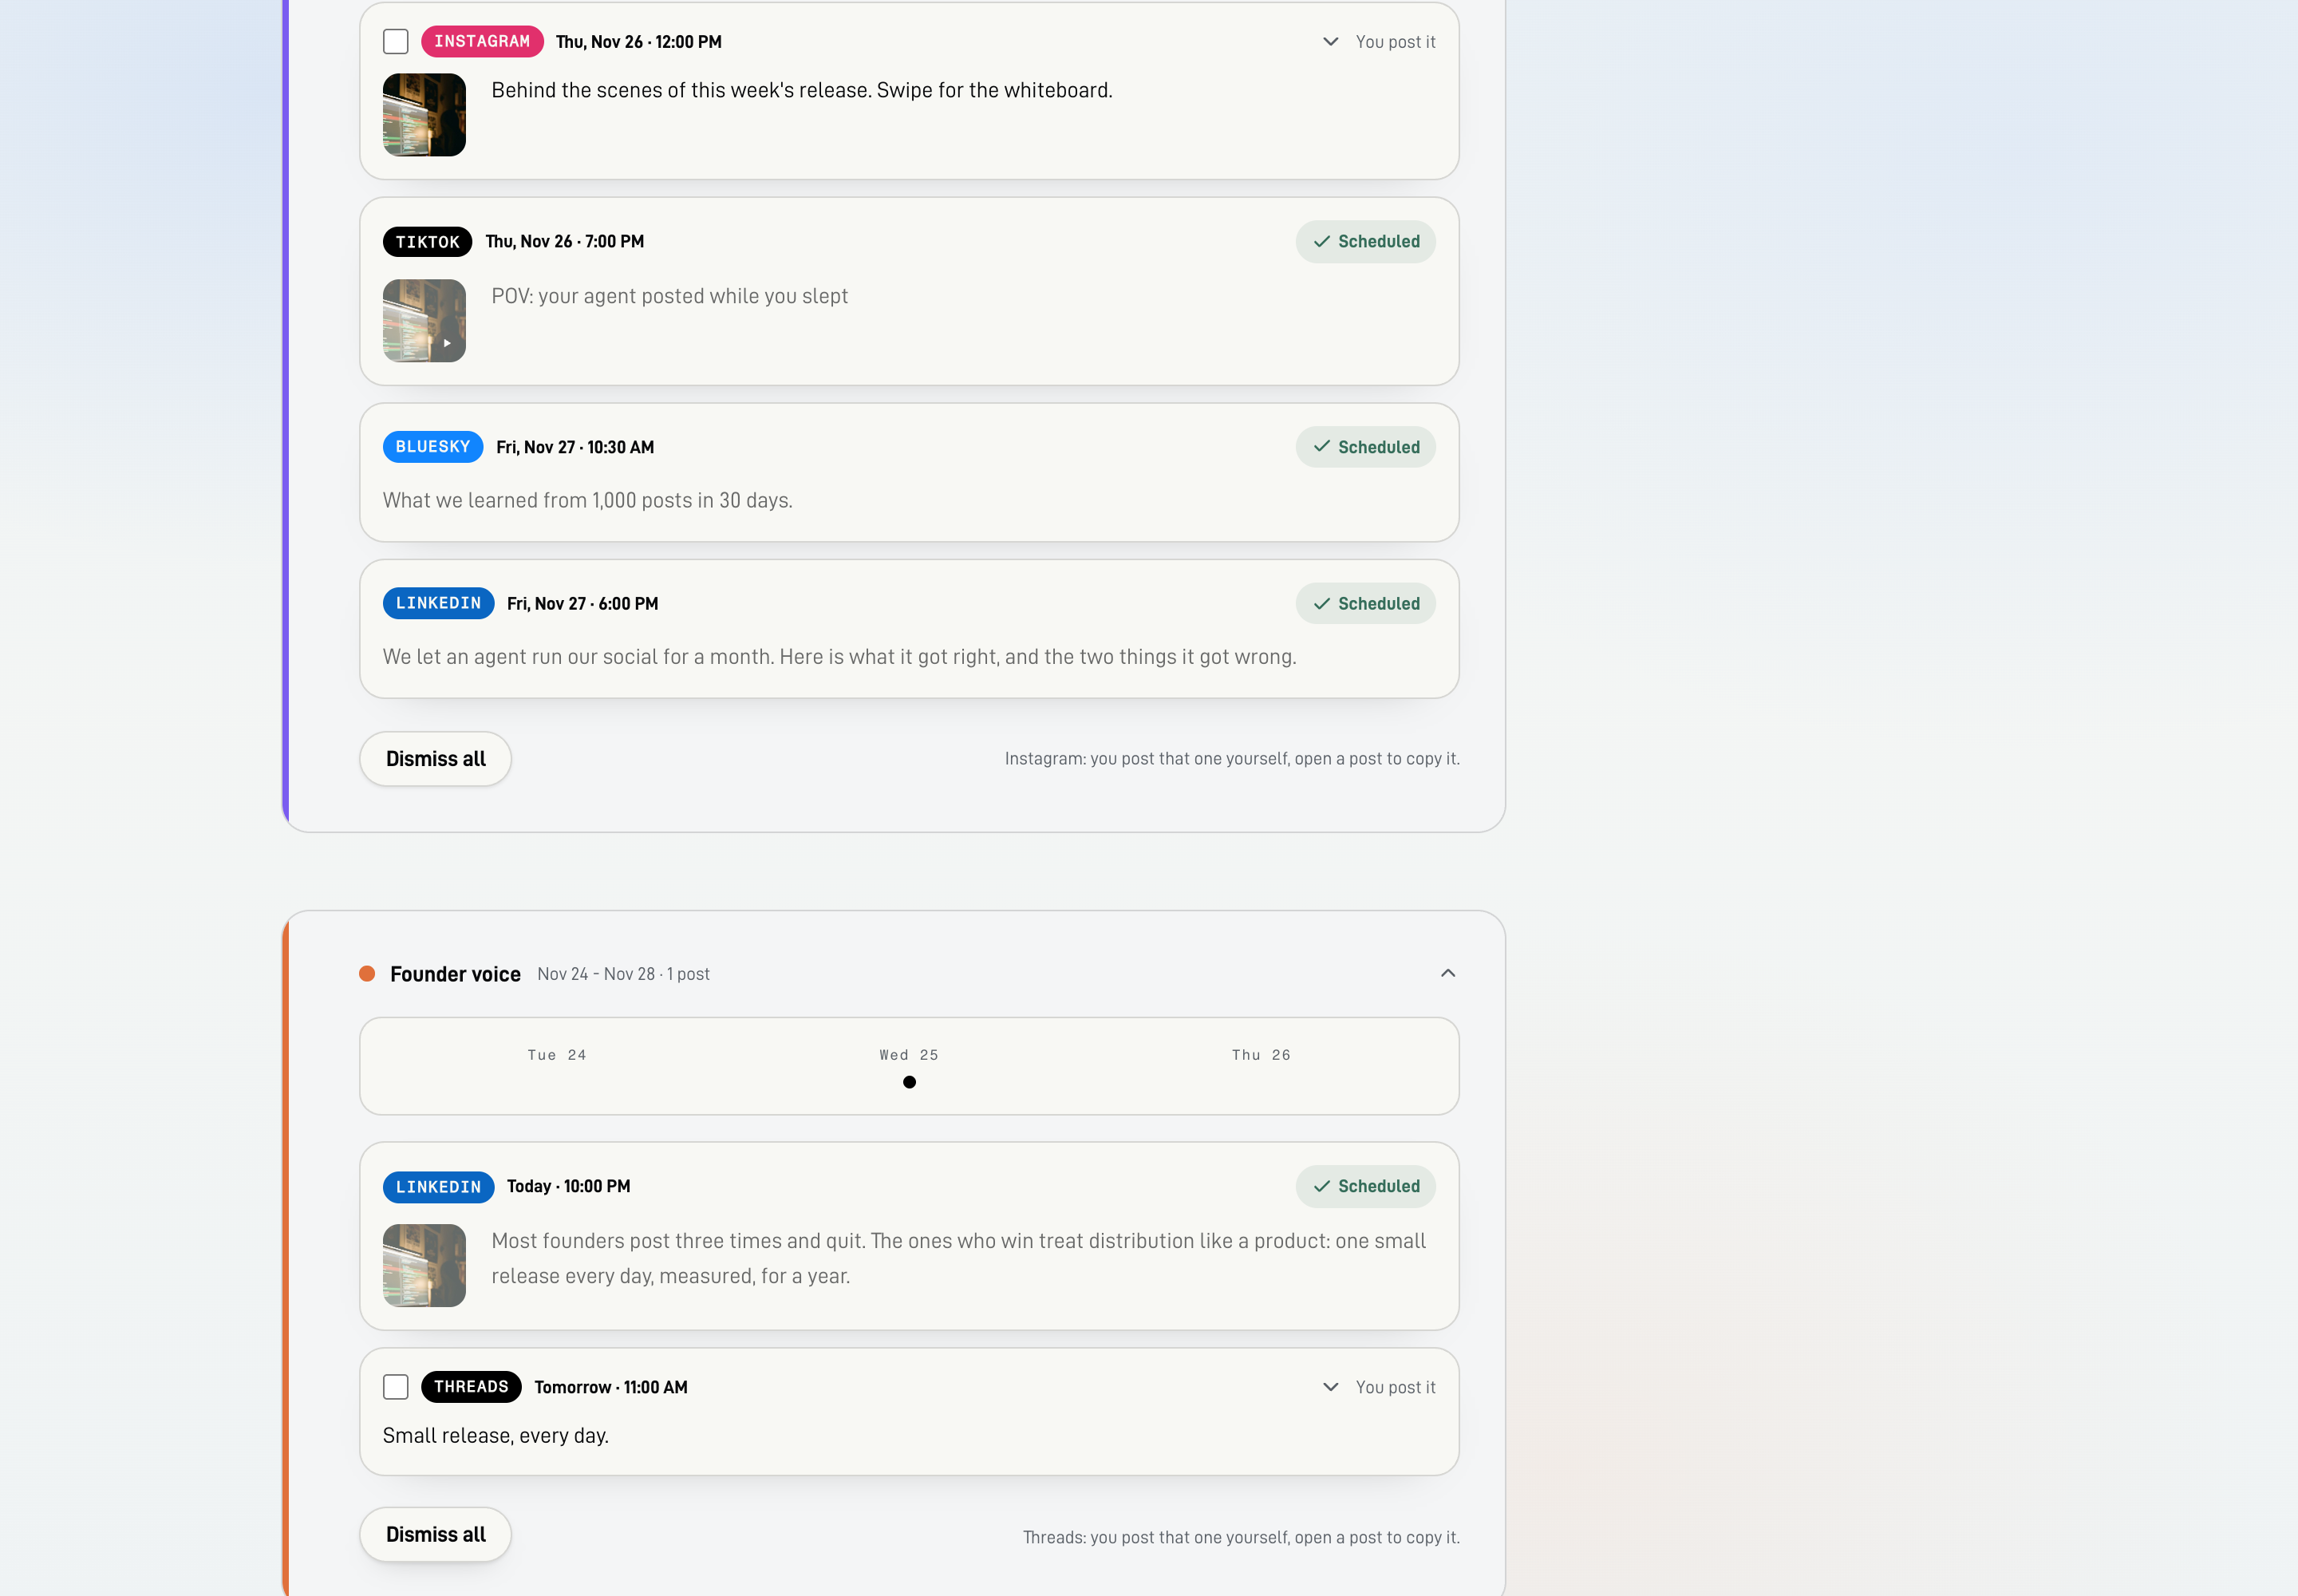 INSTAGRAM Thu, Nov 26 · 12:00 PM You post it
Behind the scenes of this week's release. Swipe for the whiteboard.
TIKTOK Thu, Nov 26 · 7:00 PM Scheduled
POV: your agent posted while you slept
BLUESKY Fri, Nov 27 · 10:30 AM Scheduled
What we learned from 1,000 posts in 30 days.
LINKEDIN Fri, Nov 27 · 6:00 PM Scheduled
We let an agent run our social for a month. Here is what it got right, and the two things it got wrong.
Dismiss all Instagram: you post that one yourself, open a post to copy it.
Founder voice Nov 24 - Nov 28 · 1 post
Tue 24 Wed 25 Thu 26
LINKEDIN Today · 10:00 PM Scheduled
Most founders post three times and quit. The ones who win treat distribution like a product: one small
release every day, measured, for a year.
THREADS Tomorrow · 11:00 AM You post it
Small release, every day.
Dismiss all Threads: you post that one yourself, open a post to copy it.